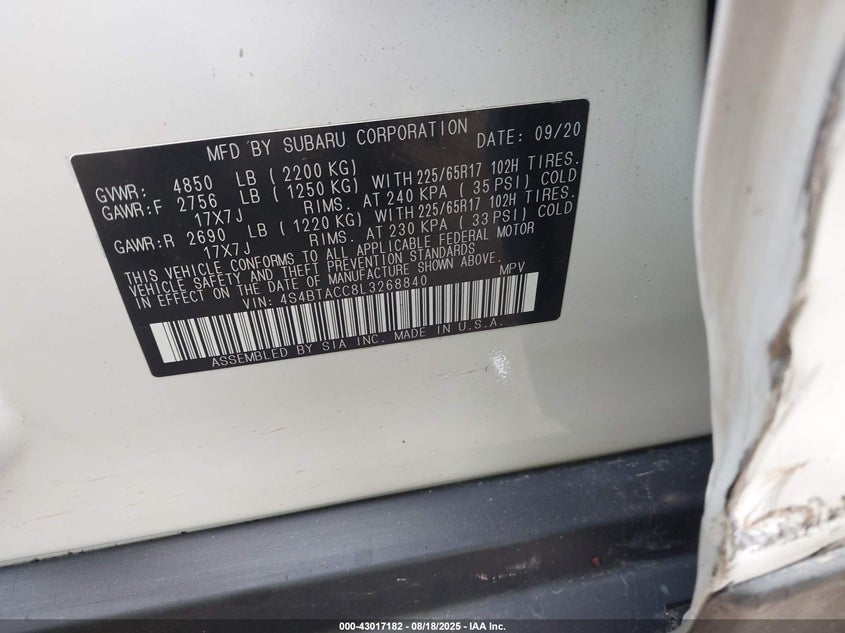 MFD BY SUBARU CORPORATION DATE: 09/20
GVWR: 4850 LB ( 2200 KG)
GAWR:F 2756 LB ( 1250 KG) WITH 225/65R17 102H TIRES.
17X7J RIMS. AT 240 KPA ( 35 PSI) COLD
GAWR:R 2690 LB ( 1220 KG) WITH 225/65R17 102H TIRES.
17X7J RIMS. AT 230 KPA ( 33 PSI) COLD
THIS VEHICLE CONFORMS TO ALL APPLICABLE FEDERAL MOTOR
VEHICLE SAFETY AND THEFT PREVENTION STANDARDS
IN EFFECT ON THE DATE OF MANUFACTURE SHOWN ABOVE.
VIN: 4S4BTACC8L3268840 MPV
ASSEMBLED BY SIA INC. MADE IN U.S.A.
000-43017182 - 08/18/2025 - IAA Inc.